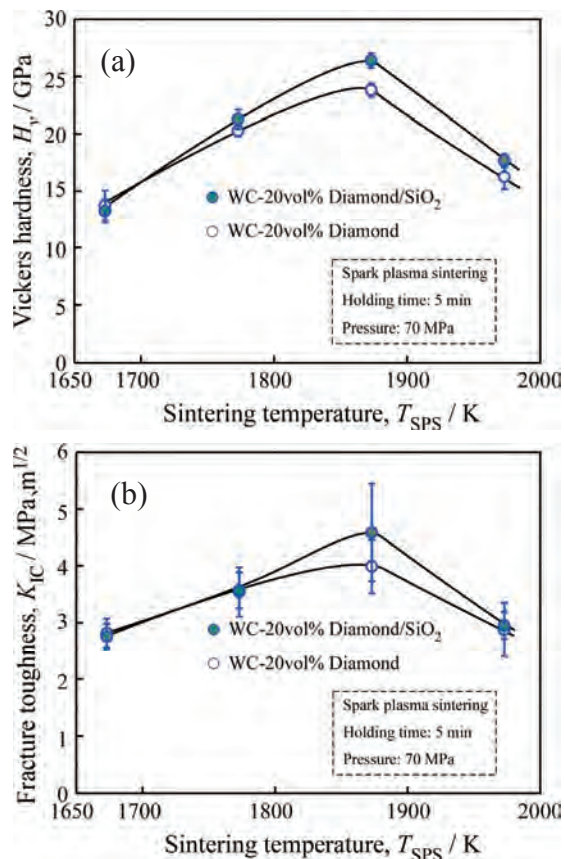 (a)
Vickers hardness, Hv / GPa
30
25
20
15
10
5
0
WC-20vol% Diamond/SiO₂
WC-20vol% Diamond
Spark plasma sintering
Holding time: 5 min
Pressure: 70 MPa
1650 1700 1800 1900 2000
Sintering temperature, TSPS / K
(b)
Fracture toughness, KIC / MPa,m1/2
6
5
4
3
2
1
0
WC-20vol% Diamond/SiO₂
WC-20vol% Diamond
Spark plasma sintering
Holding time: 5 min
Pressure: 70 MPa
1650 1700 1800 1900 2000
Sintering temperature, TSPS / K